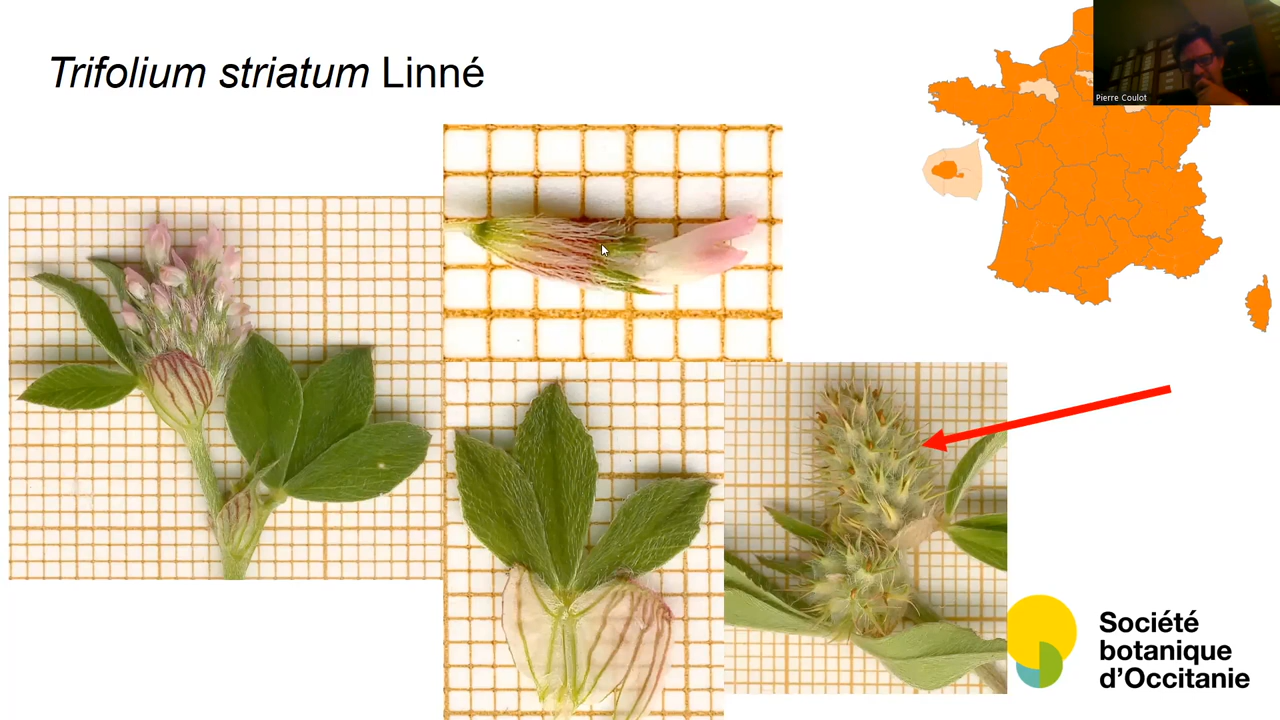 Trifolium striatum Linné
Pierre Coulot
Société
botanique
d'Occitanie